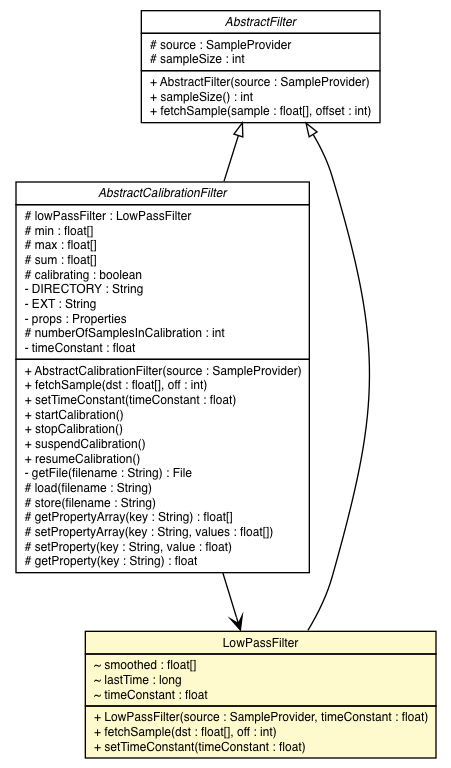 AbstractFilter
# source : SampleProvider
# sampleSize : int
+ AbstractFilter(source : SampleProvider)
+ sampleSize() : int
+ fetchSample(sample : float[], offset : int)
AbstractCalibrationFilter
# lowPassFilter : LowPassFilter
# min : float[]
# max : float[]
# sum : float[]
# calibrating : boolean
- DIRECTORY : String
- EXT : String
- props : Properties
# numberOfSamplesInCalibration : int
- timeConstant : float
+ AbstractCalibrationFilter(source : SampleProvider)
+ fetchSample(dst : float[], off : int)
+ setTimeConstant(timeConstant : float)
+ startCalibration()
+ stopCalibration()
+ suspendCalibration()
+ resumeCalibration()
- getFile(filename : String) : File
# load(filename : String)
# store(filename : String)
# getPropertyArray(key : String) : float[]
# setPropertyArray(key : String, values : float[])
# setProperty(key : String, value : float)
# getProperty(key : String) : float
LowPassFilter
~ smoothed : float[]
~ lastTime : long
~ timeConstant : float
+ LowPassFilter(source : SampleProvider, timeConstant : float)
+ fetchSample(dst : float[], off : int)
+ setTimeConstant(timeConstant : float)